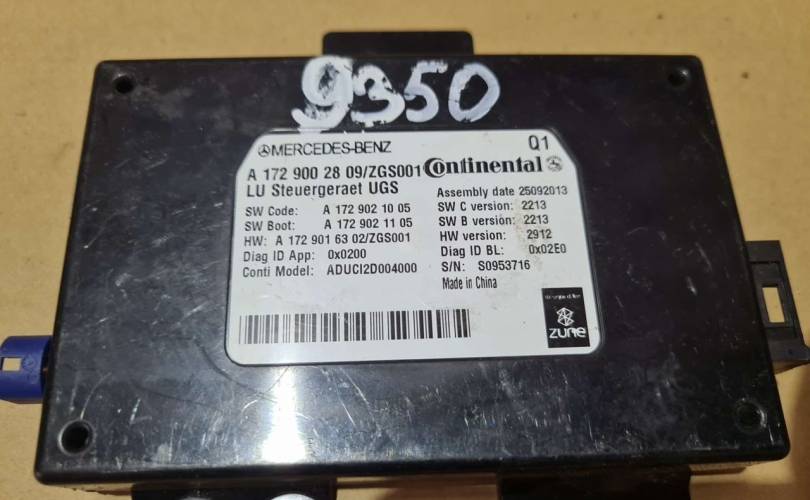 9350
MERCEDES-BENZ
Q1
A 172 900 28 09/ZGS001 Continental
LU Steuergeraet UGS
Assembly date 25092013
SW Code: A 172 902 10 05
SW C version: 2213
SW Boot: A 172 902 11 05
SW B version: 2213
HW: A 172 901 63 02/ZGS001
HW version: 2912
Diag ID App: 0x0200
Diag ID BL: 0x02E0
Conti Model: ADUCI2D004000
S/N: S0953716
Made in China
zune